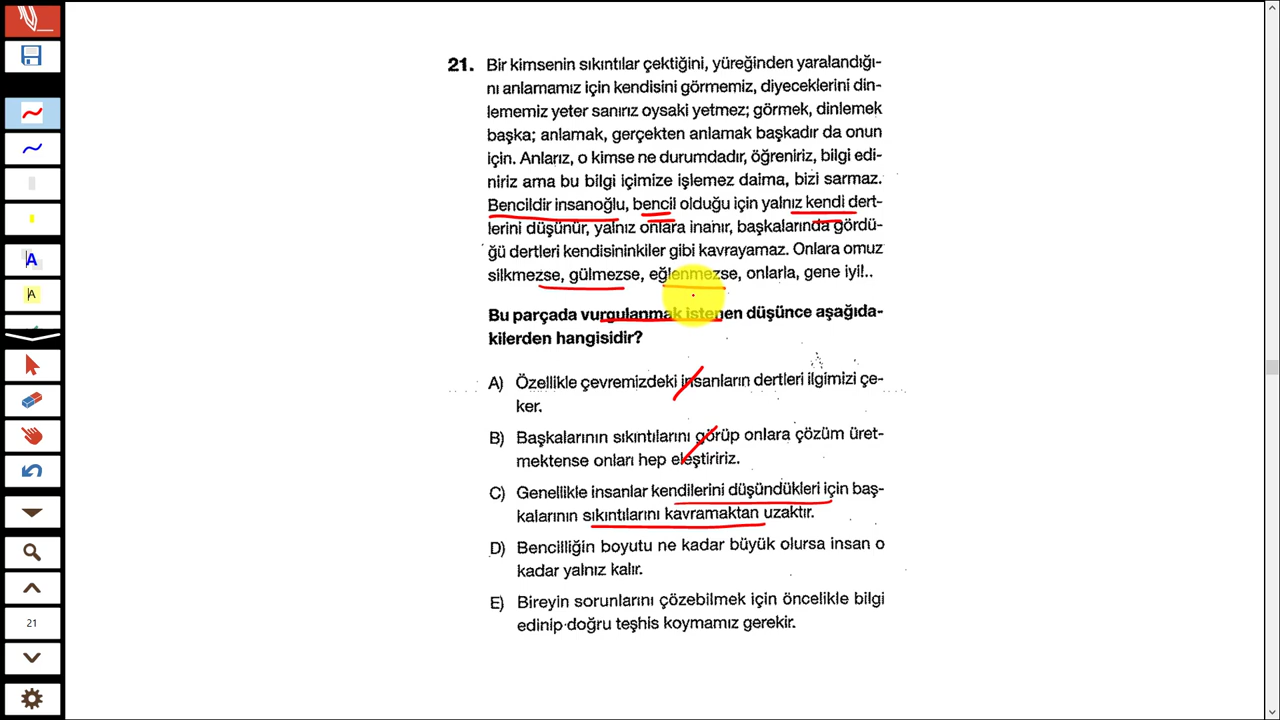 21. Bir kimsenin sıkıntılar çektiğini, yüreğinden yaralandığı-
nı anlamamız için kendisini görmemiz, diyeceklerini din-
lememiz yeter sanırız oysaki yetmez; görmek, dinlemek
başka; anlamak, gerçekten anlamak başkadır da onun
için. Anlarız, o kimse ne durumdadır, öğreniriz, bilgi edi-
niriz ama bu bilgi içimize işlemez daima, bizi sarmaz.
Bencildir insanoğlu, bencil olduğu için yalnız kendi dert-
lerini düşünür, yalnız onlara inanır, başkalarında gördü-
ğü dertleri kendisininkiler gibi kavrayamaz. Onlara omuz
silkmezse, gülmezse, eğlenmezse, onlarla, gene iyi!..
Bu parçada vurgulanmak istenen düşünce aşağıda-
kilerden hangisidir?
A) Özellikle çevremizdeki insanların dertleri ilgimizi çe-
ker.
B) Başkalarının sıkıntılarını görüp onlara çözüm üret-
mektense onları hep eleştiririz.
C) Genellikle insanlar kendilerini düşündükleri için baş-
kalarının sıkıntılarını kavramaktan uzaktır.
D) Bencilliğin boyutu ne kadar büyük olursa insan o
kadar yalnız kalır.
E) Bireyin sorunlarını çözebilmek için öncelikle bilgi
edinip doğru teşhis koymamız gerekir.
A
A
21